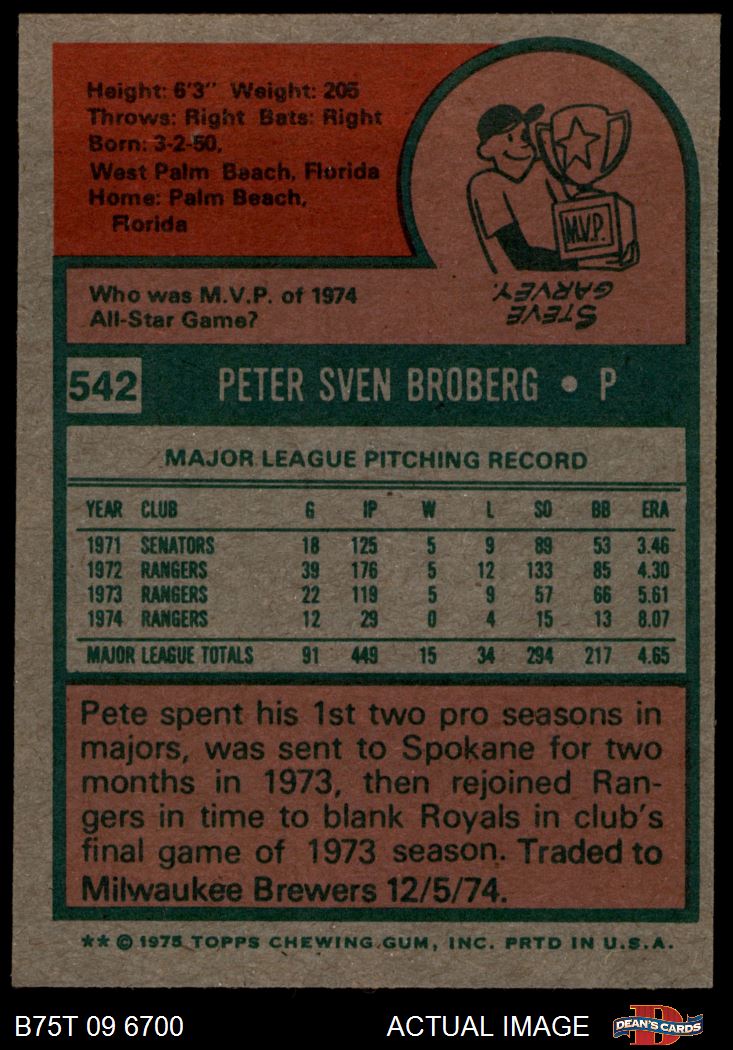 Height: 6'3" Weight: 205
Throws: Right Bats: Right
Born: 3-2-50,
West Palm Beach, Florida
Home: Palm Beach,
Florida
M.V.P.
STEVE
GARVEY.
Who was M.V.P. of 1974
All-Star Game?
542 PETER SVEN BROBERG • P
MAJOR LEAGUE PITCHING RECORD
YEAR CLUB G IP W L SO BB ERA
1971 SENATORS 18 125 5 9 89 53 3.46
1972 RANGERS 39 176 5 12 133 85 4.30
1973 RANGERS 22 119 5 9 57 66 5.61
1974 RANGERS 12 29 0 4 15 13 8.07
MAJOR LEAGUE TOTALS 91 449 15 34 294 217 4.65
Pete spent his 1st two pro seasons in
majors, was sent to Spokane for two
months in 1973, then rejoined Ran-
gers in time to blank Royals in club's
final game of 1973 season. Traded to
Milwaukee Brewers 12/5/74.
** © 1975 TOPPS CHEWING GUM, INC. PRTD IN U.S.A.
B75T 09 6700 ACTUAL IMAGE DEAN'S CARDS